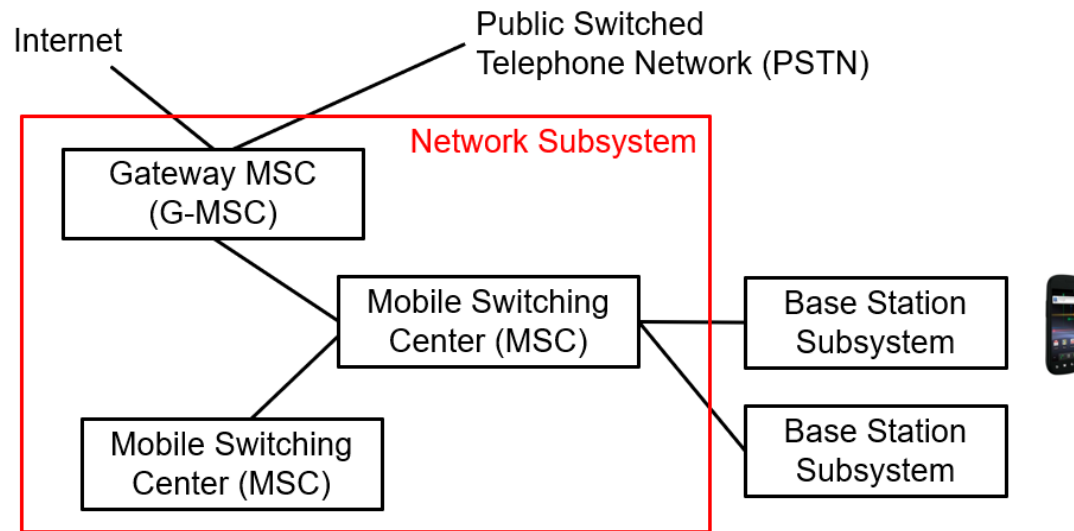 Internet
Public Switched
Telephone Network (PSTN)
Network Subsystem
Gateway MSC
(G-MSC)
Mobile Switching
Center (MSC)
Base Station
Subsystem
Mobile Switching
Center (MSC)
Base Station
Subsystem